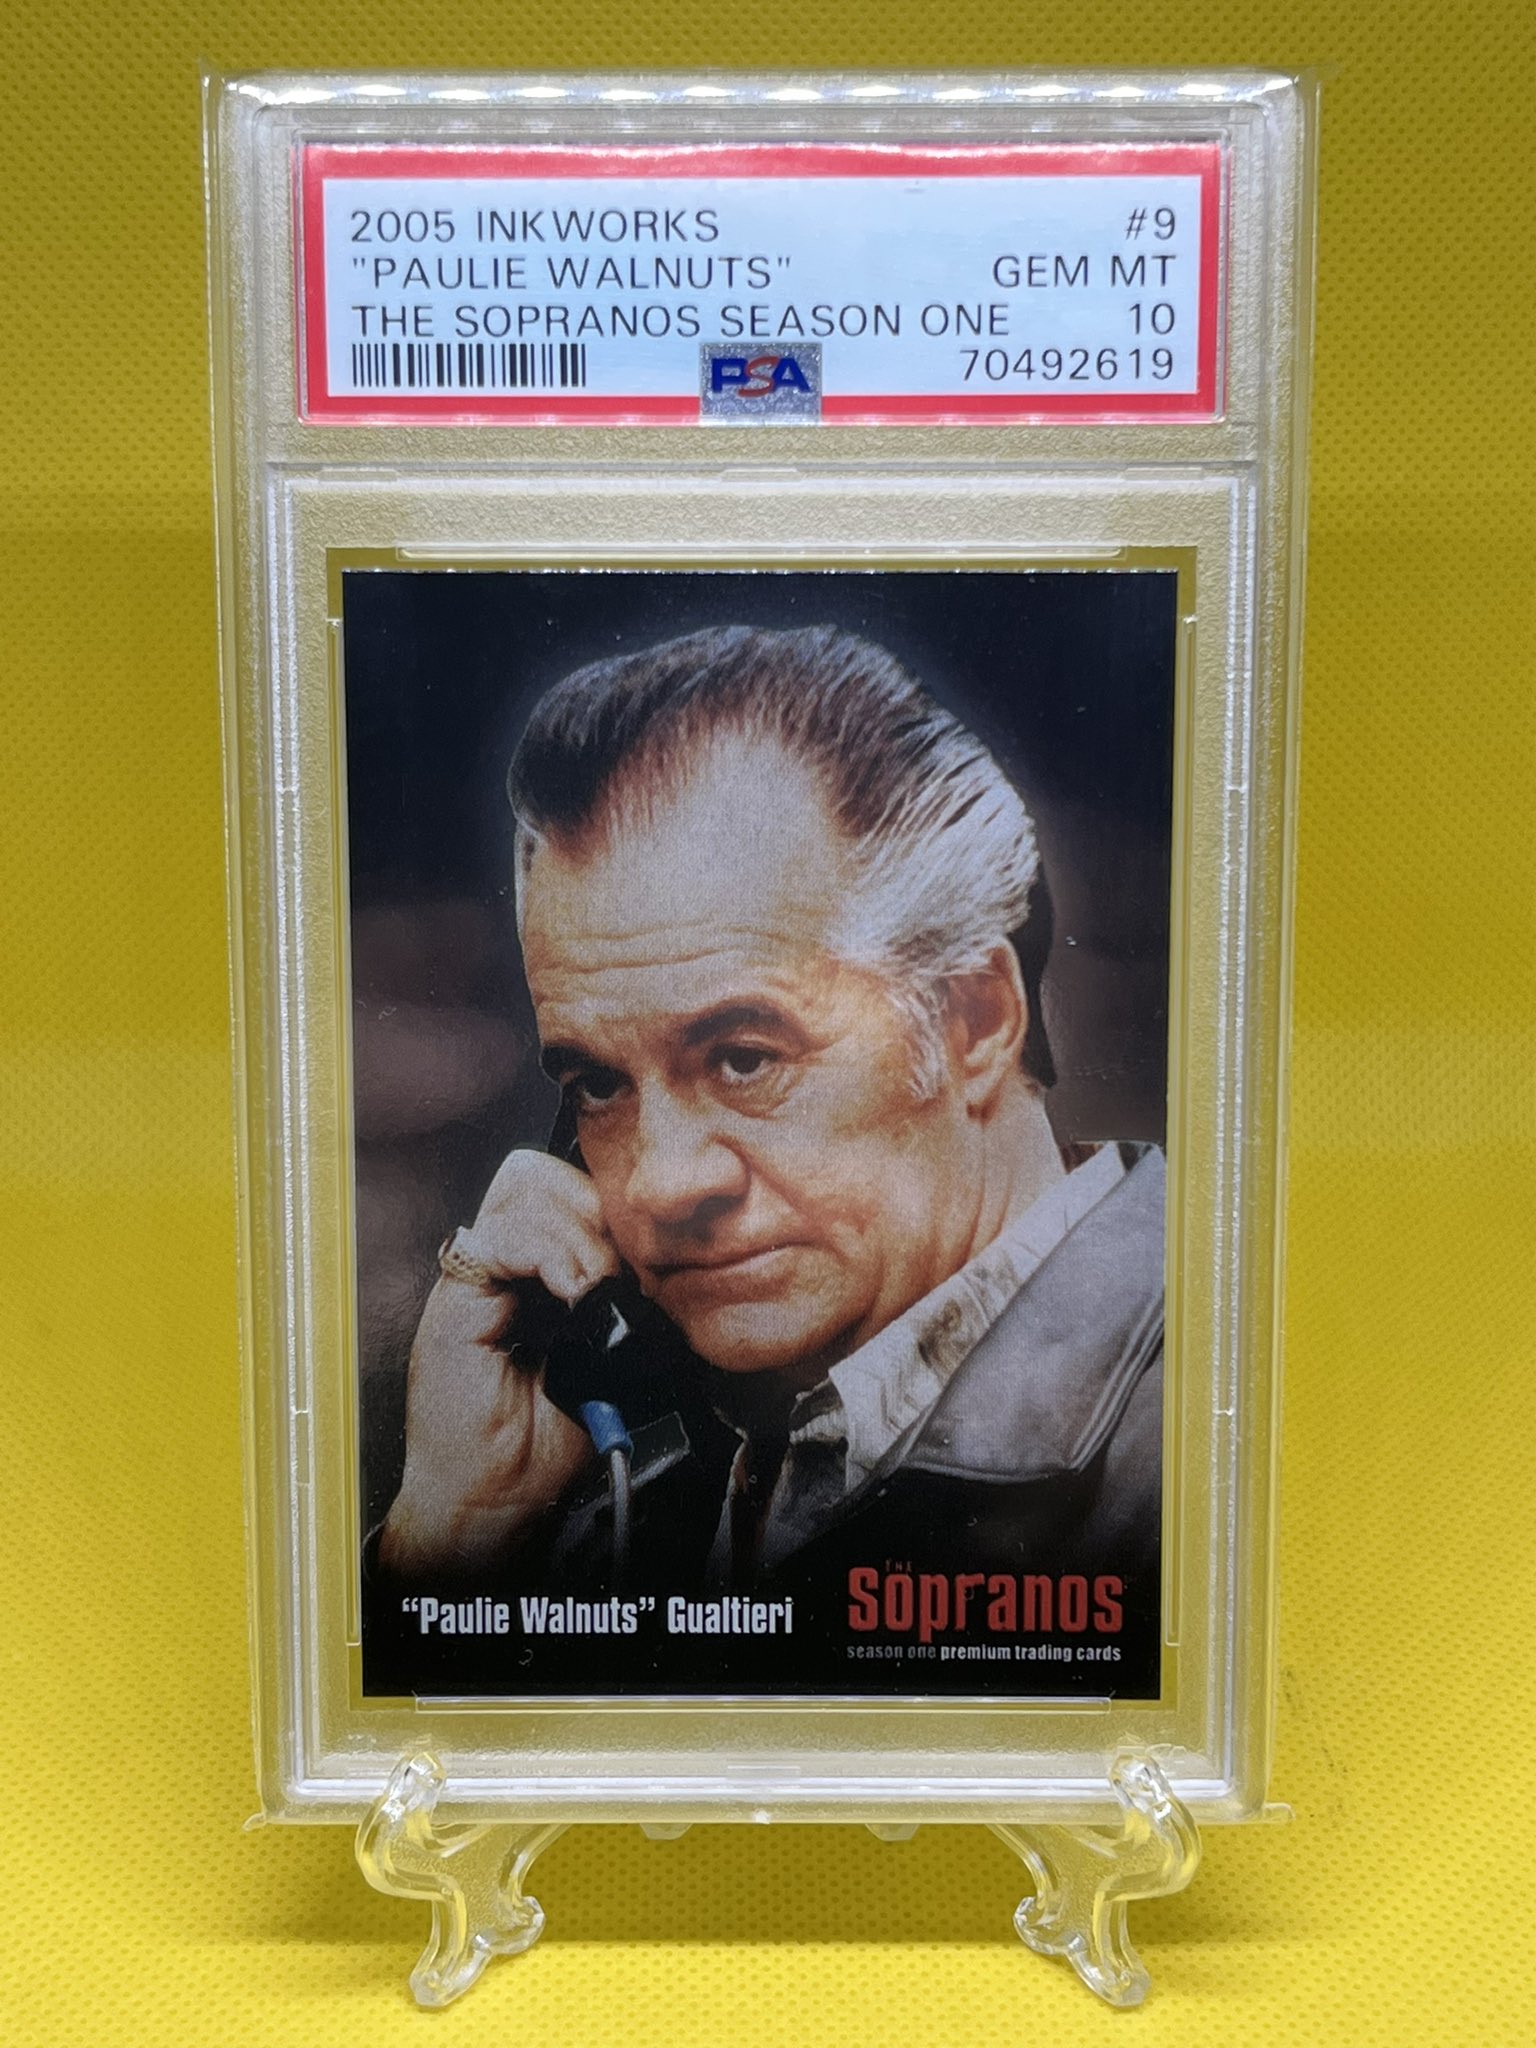 2005 INKWORKS #9
"PAULIE WALNUTS" GEM MT
THE SOPRANOS SEASON ONE 10
PSA 70492619
“Paulie Walnuts” Gualtieri
THE
Sopranos
season one premium trading cards